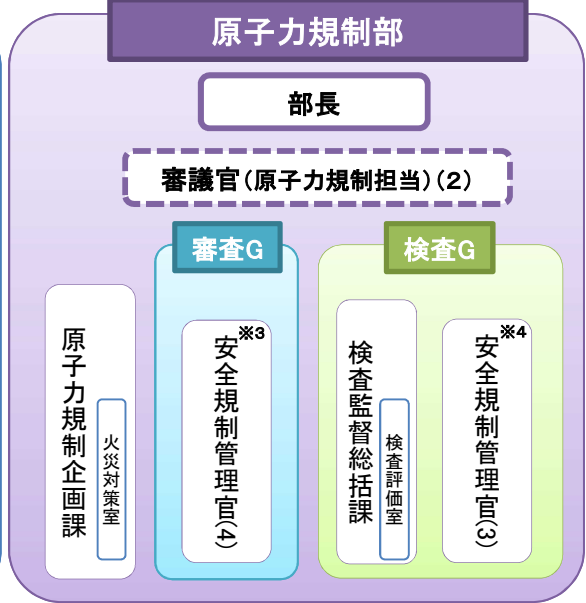 原子力規制部
部長
審議官(原子力規制担当)(2)
審査G
検査G
原子力規制企画課
火災対策室
安全規制管理官(4)
※3
検査監督総括課
検査評価室
安全規制管理官(3)
※4